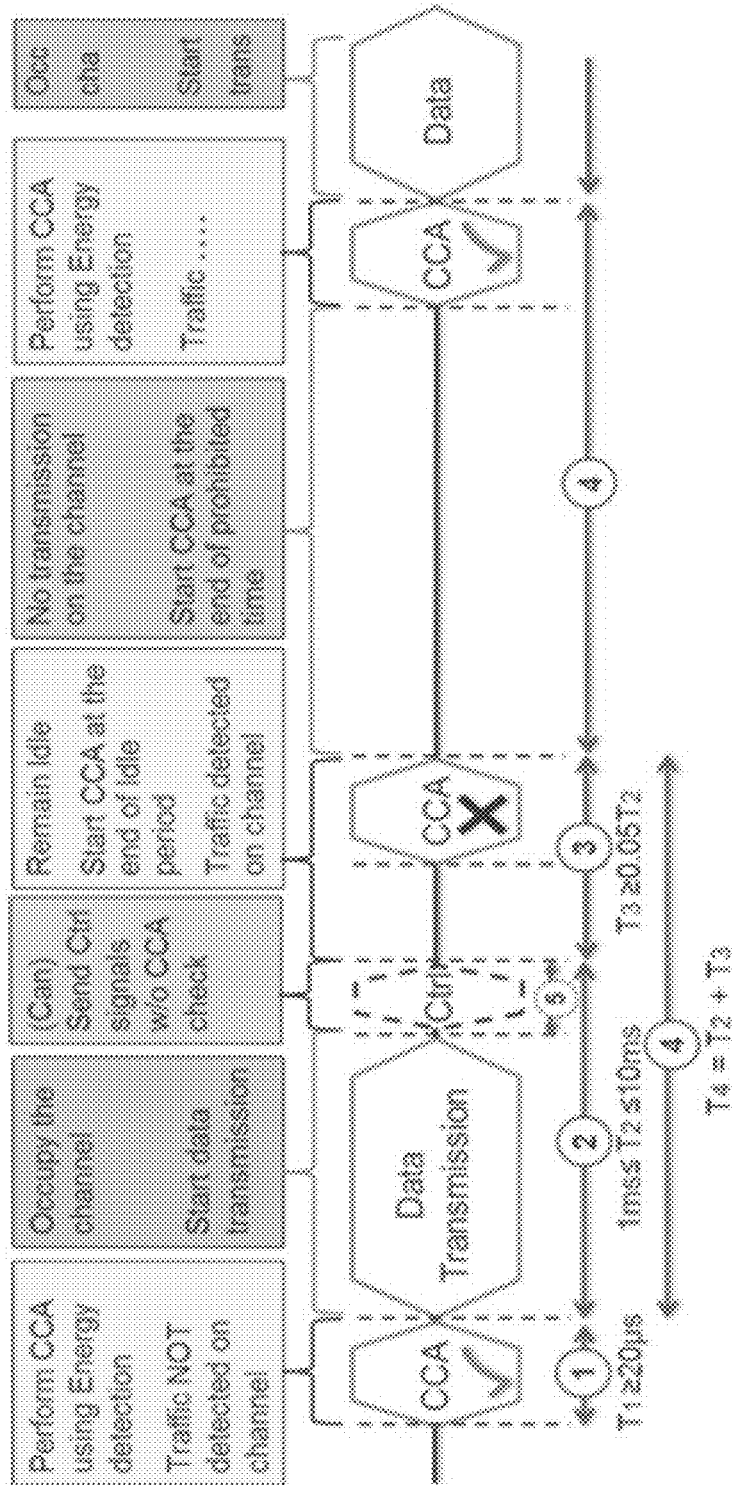 Perform CCA
using Energy
detection
Traffic NOT
detected on
channel
Occupy the
channel
Start data
transmission
(Can)
Send Ctrl
signals
w/o CCA
check
Remain Idle
Start CCA at the
end of Idle
period
Traffic detected
on channel
No transmission
on the channel
Start CCA at the
end of prohibited
time
Perform CCA
using Energy
detection
Traffic ....
cha
Start
trans
CCA
Data
Transmission
Ctrl
CCA
CCA
Data
1
2
5
3
4
T1 ≥20µs
1ms≤ T2 ≤10ms
T3 ≥0.05T2
4
T4 = T2 + T3